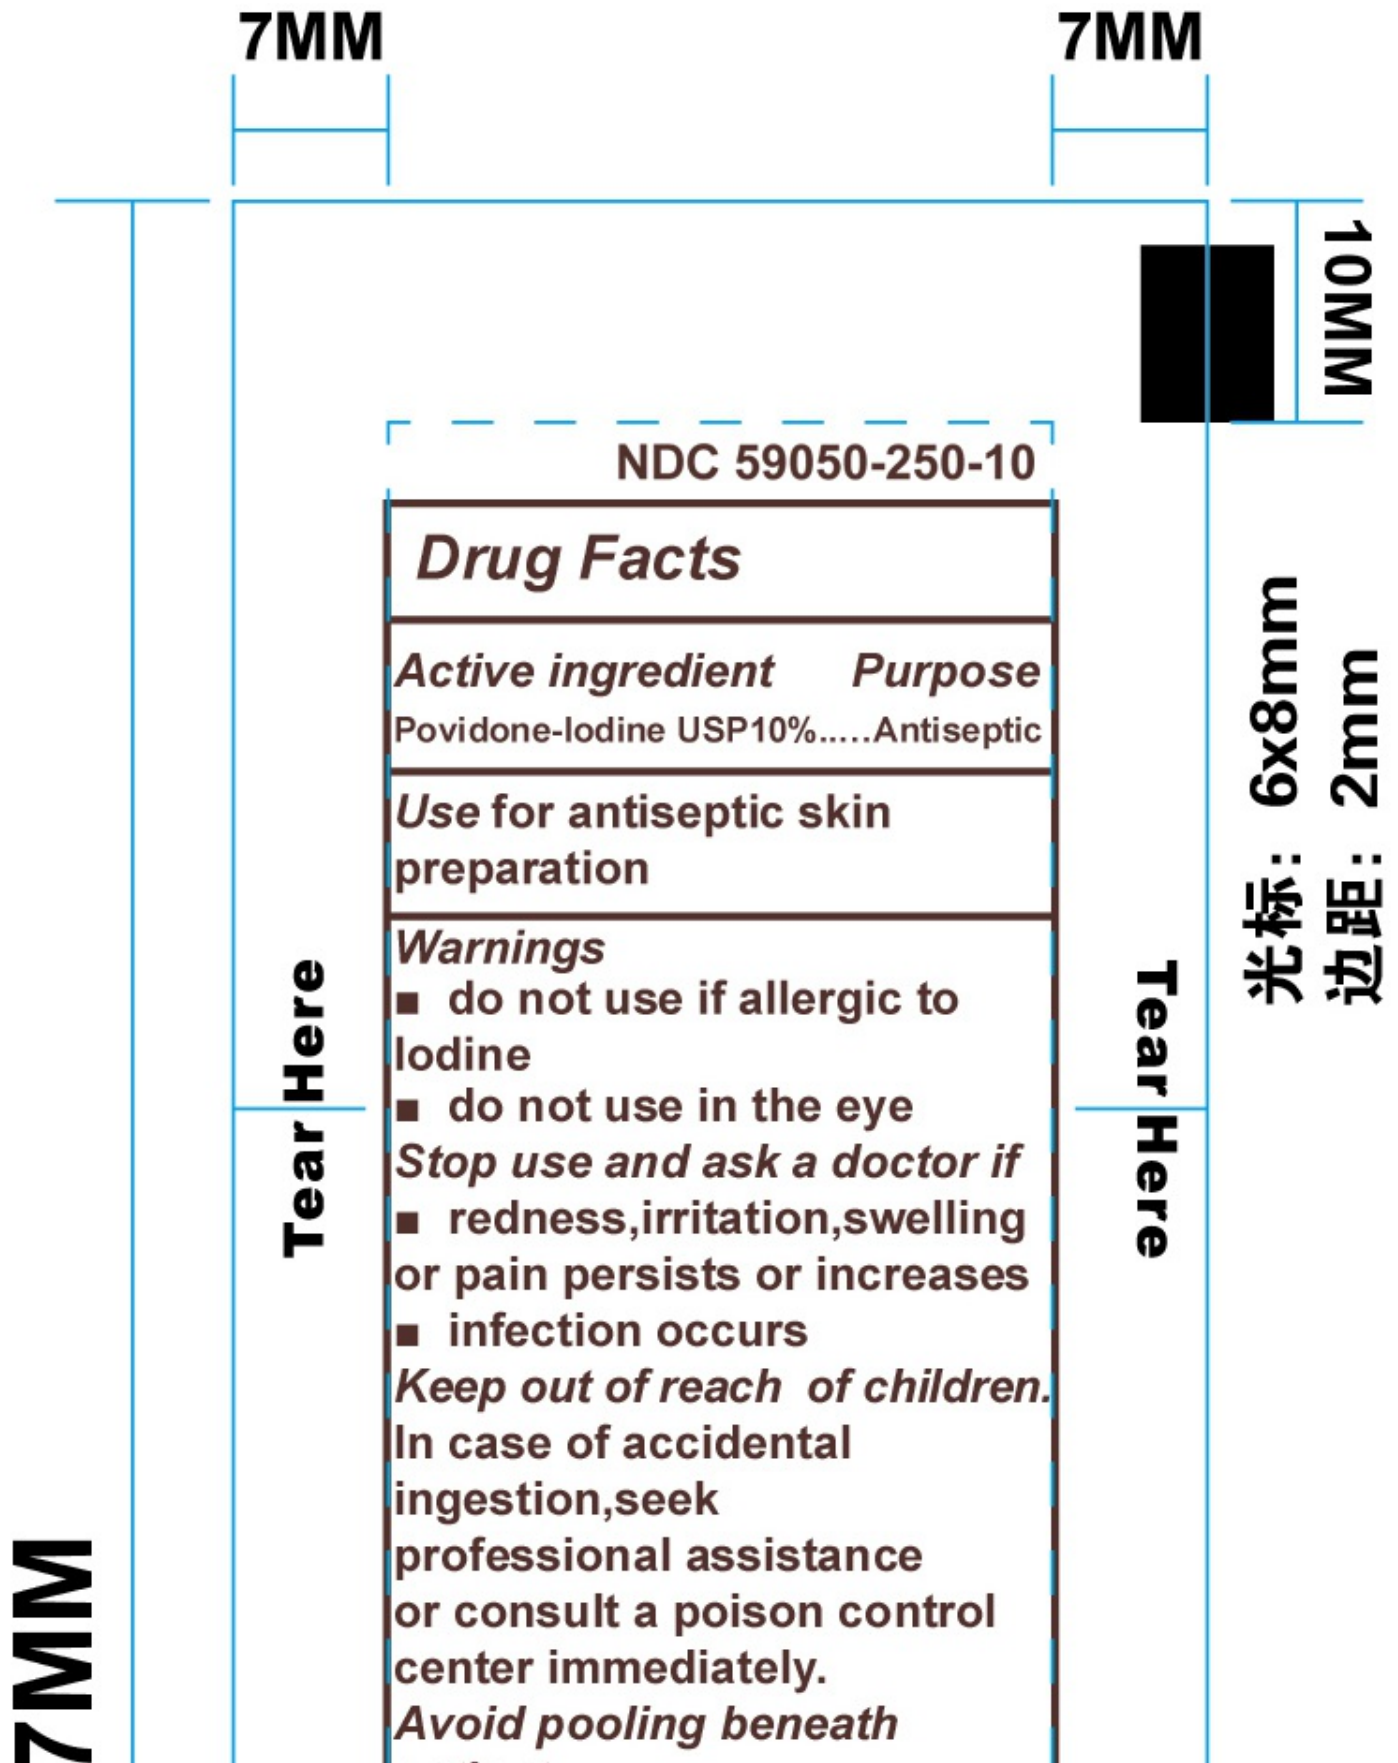 7MM
7MM
10MM
NDC 59050-250-10
Drug Facts
Active ingredient Purpose
Povidone-Iodine USP10%.....Antiseptic
Use for antiseptic skin
preparation
Warnings
■ do not use if allergic to
Iodine
■ do not use in the eye
Stop use and ask a doctor if
■ redness,irritation,swelling
or pain persists or increases
■ infection occurs
Keep out of reach of children.
In case of accidental
ingestion,seek
professional assistance
or consult a poison control
center immediately.
Avoid pooling beneath
Tear Here
Tear Here
光标: 6x8mm
边距: 2mm
7MM